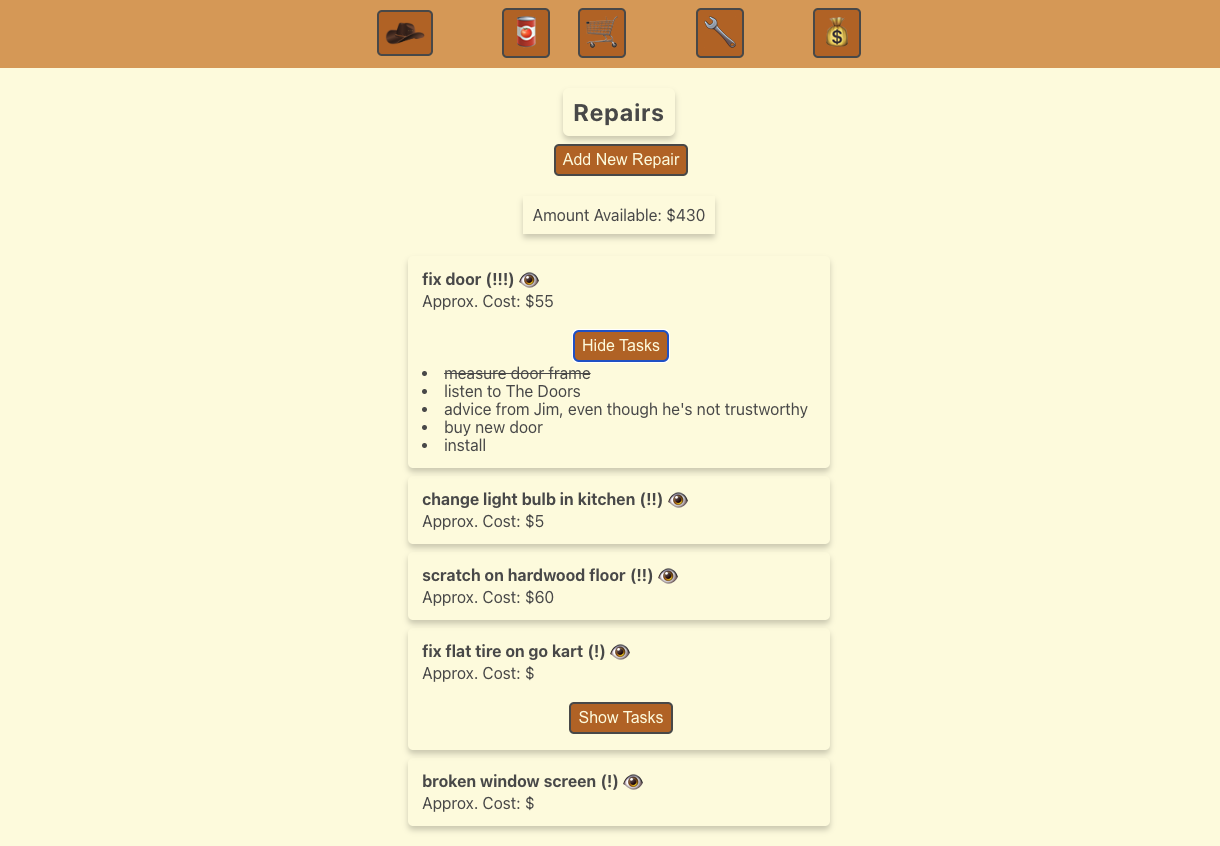 Repairs
Add New Repair
Amount Available: $430
fix door (!!!)
Approx. Cost: $55
Hide Tasks
measure door frame
listen to The Doors
advice from Jim, even though he's not trustworthy
buy new door
install
change light bulb in kitchen (!!)
Approx. Cost: $5
scratch on hardwood floor (!!)
Approx. Cost: $60
fix flat tire on go kart (!)
Approx. Cost: $
Show Tasks
broken window screen (!)
Approx. Cost: $